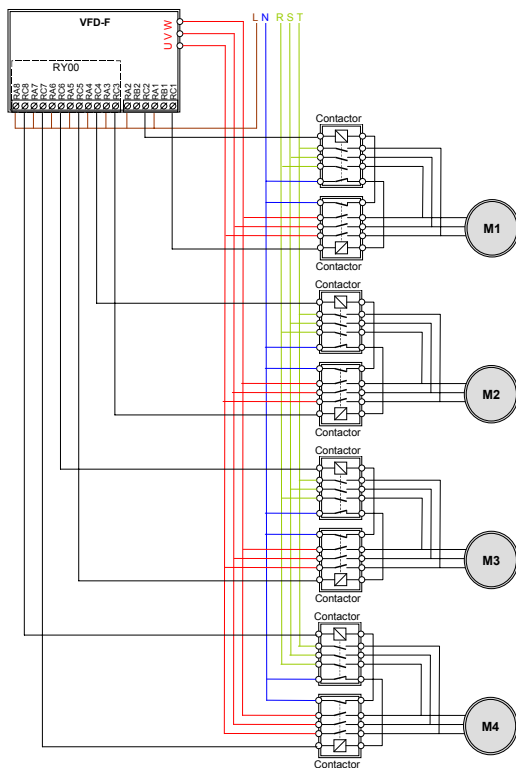 VFD-F
U V W
L N R S T
RY00
RA8
RC8
RA7
RC7
RA6
RC6
RA5
RC5
RA4
RC4
RA3
RC3
RA2
RB2
RC2
RA1
RB1
RC1
Contactor
Contactor
M1
Contactor
Contactor
M2
Contactor
Contactor
M3
Contactor
Contactor
M4